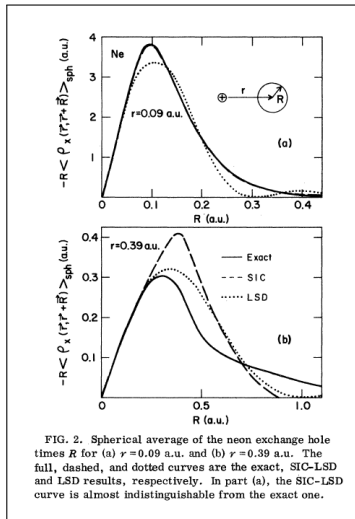 Ne
-R < ρx (r⃗, r⃗+R⃗) >sph (a.u.)
4
3
2
1
r=0.09 a.u.
r
R
(a)
0 0.1 0.2 0.3 0.4
R (a.u.)
-R < ρx (r⃗, r⃗+R⃗) >sph (a.u.)
0.4
0.3
0.2
0.1
r=0.39 a.u.
Exact
SIC
LSD
(b)
0 0.5 1.0
R (a.u.)
FIG. 2. Spherical average of the neon exchange hole
times R for (a) r = 0.09 a.u. and (b) r = 0.39 a.u. The
full, dashed, and dotted curves are the exact, SIC-LSD
and LSD results, respectively. In part (a), the SIC-LSD
curve is almost indistinguishable from the exact one.